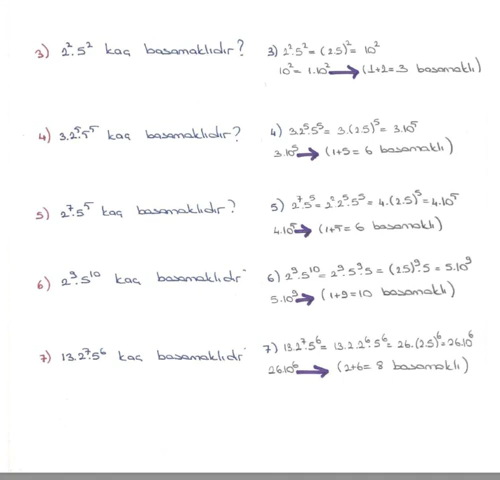 3) 2².5² kaç basamaklıdır?
3) 2².5² = (2.5)² = 10²
10² = 1.10² → (1+2=3 basamaklı)
4) 3.2⁵.5⁵ kaç basamaklıdır?
4) 3.2⁵.5⁵ = 3.(2.5)⁵ = 3.10⁵
3.10⁵ → (1+5=6 basamaklı)
5) 2⁷.5⁵ kaç basamaklıdır?
5) 2⁷.5⁵ = 2².2⁵.5⁵ = 4.(2.5)⁵ = 4.10⁵
4.10⁵ → (1+5=6 basamaklı)
6) 2⁹.5¹⁰ kaç basamaklıdır
6) 2⁹.5¹⁰ = 2⁹.5⁹.5 = (2.5)⁹.5 = 5.10⁹
5.10⁹ → (1+9=10 basamaklı)
7) 13.2⁷.5⁶ kaç basamaklıdır
7) 13.2⁷.5⁶ = 13.2.2⁶.5⁶ = 26.(2.5)⁶ = 26.10⁶
26.10⁶ → (2+6=8 basamaklı)